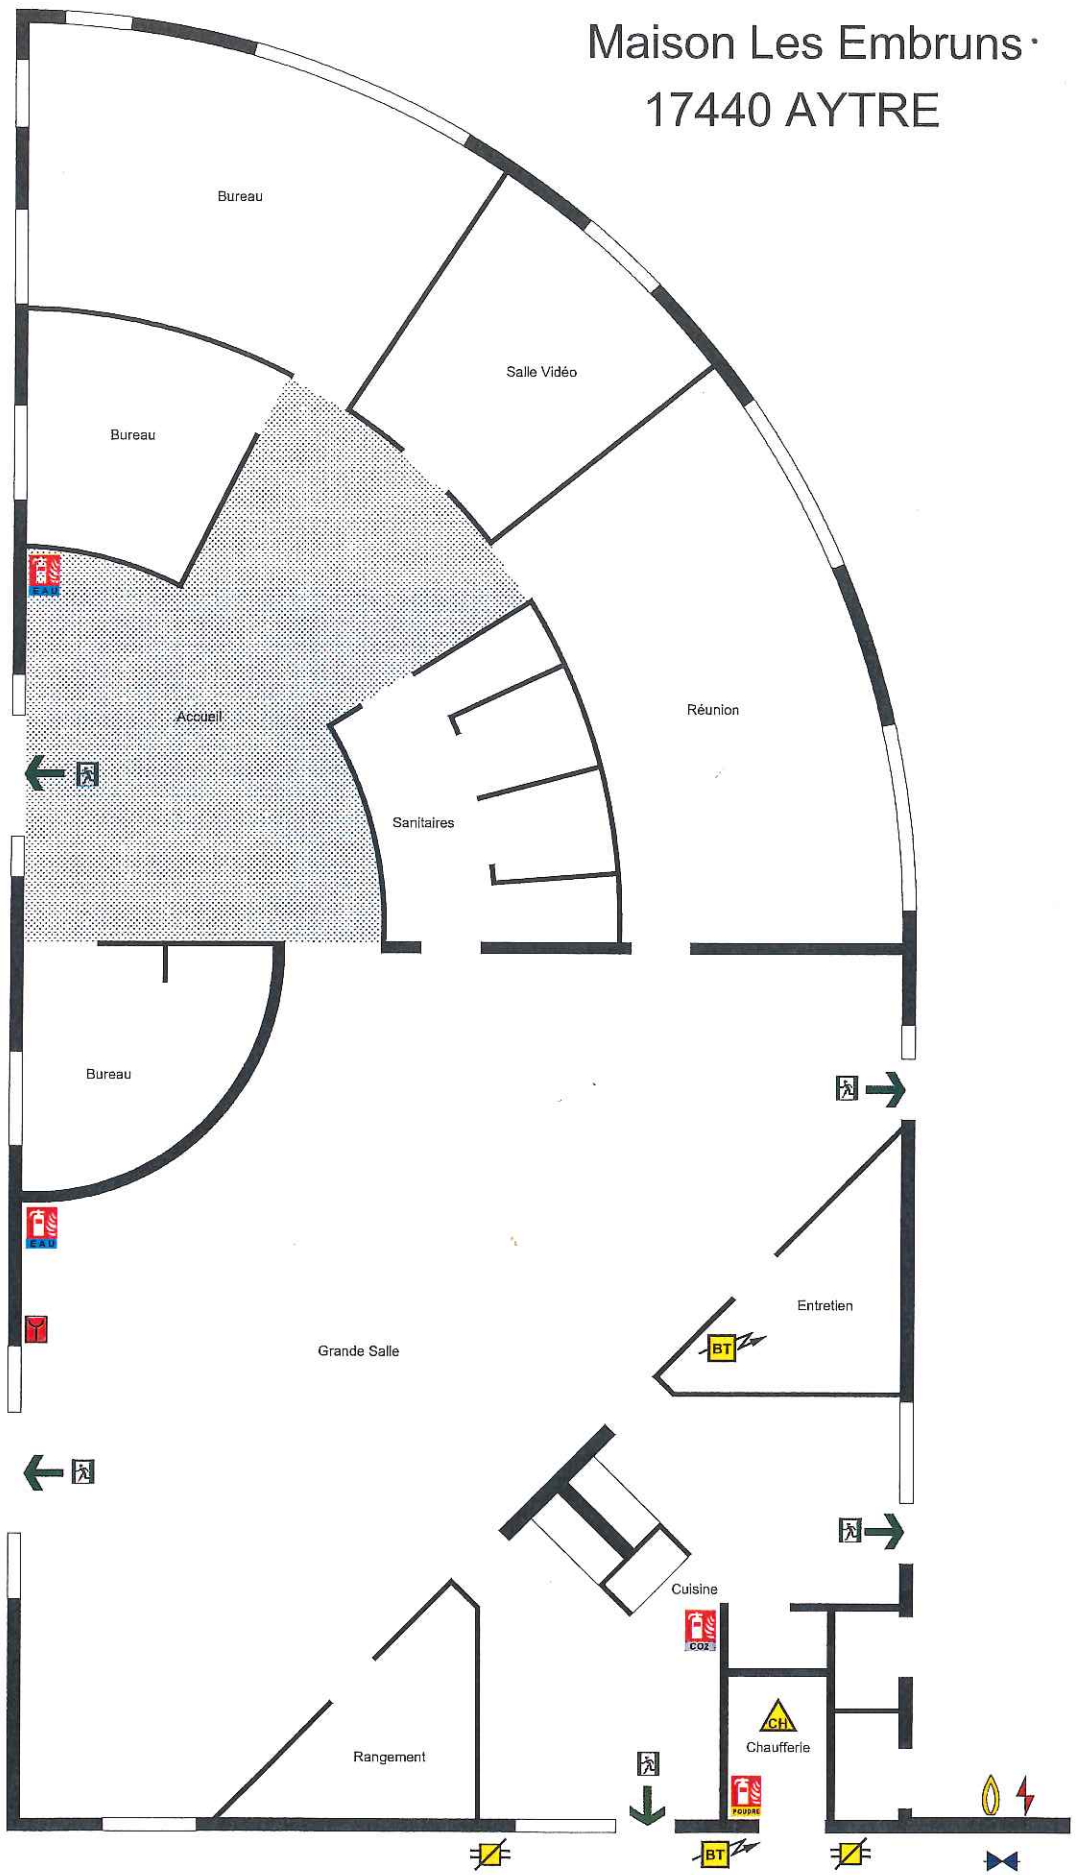 Maison Les Embruns
17440 AYTRE
Bureau
Salle Vidéo
Bureau
EAU
Réunion
Accueil
Sanitaires
Bureau
EAU
Entretien
BT
Grande Salle
Cuisine
CO2
CH
Chaufferie
Rangement
POUDRE
BT